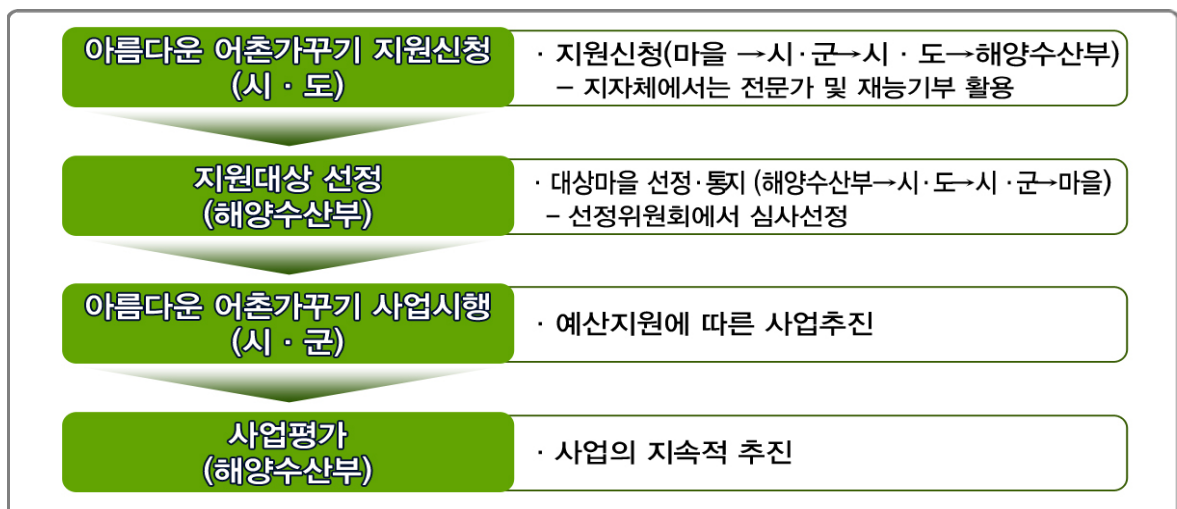 아름다운 어촌가꾸기 지원신청
(시 · 도)
· 지원신청(마을 →시·군→시 · 도→해양수산부)
– 지자체에서는 전문가 및 재능기부 활용
지원대상 선정
(해양수산부)
· 대상마을 선정·통지 (해양수산부→시·도→시 ·군→마을)
– 선정위원회에서 심사선정
아름다운 어촌가꾸기 사업시행
(시 · 군)
· 예산지원에 따른 사업추진
사업평가
(해양수산부)
· 사업의 지속적 추진